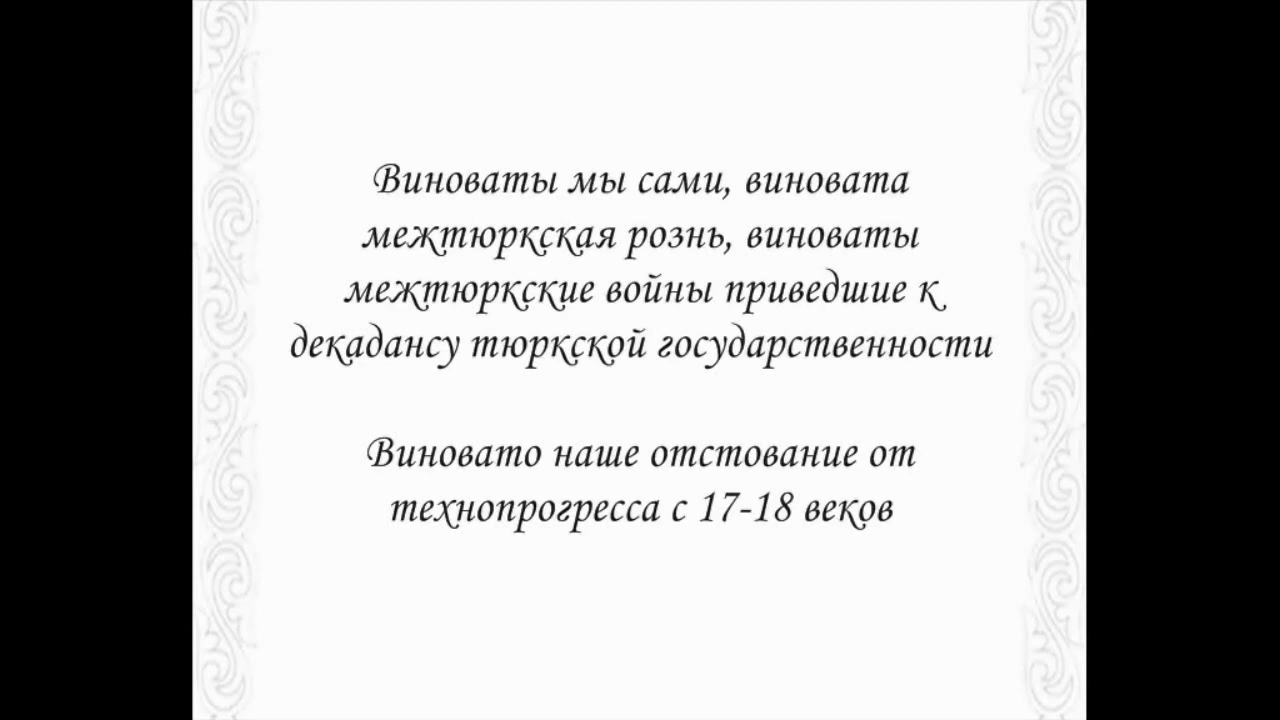 Виноваты мы сами, виновата
межтюркская рознь, виноваты
межтюркские войны приведшие к
декадансу тюркской государственности
Виновато наше отстование от
технопрогресса с 17-18 веков